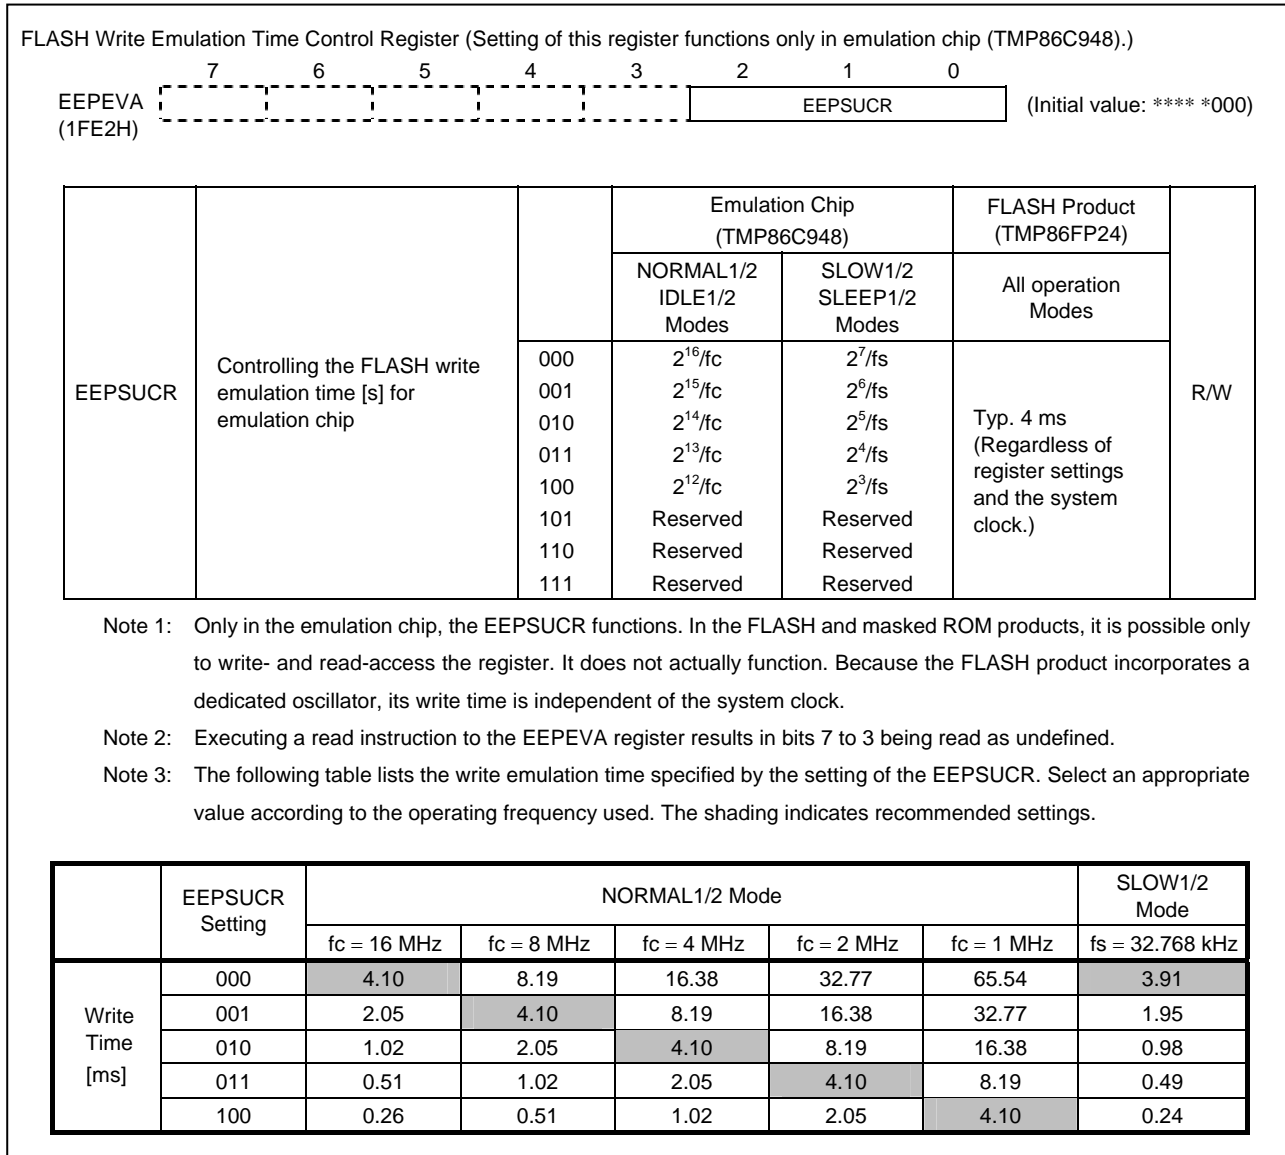 FLASH Write Emulation Time Control Register (Setting of this register functions only in emulation chip (TMP86C948).)
7 6 5 4 3 2 1 0
EEPEVA EEPSUCR (Initial value: **** *000)
(1FE2H)
Emulation Chip FLASH Product
(TMP86C948) (TMP86FP24)
NORMAL1/2 SLOW1/2
IDLE1/2 SLEEP1/2 All operation
Modes Modes Modes
EEPSUCR Controlling the FLASH write
emulation time [s] for
emulation chip
000 2^16/fc 2^7/fs
001 2^15/fc 2^6/fs
010 2^14/fc 2^5/fs
011 2^13/fc 2^4/fs
100 2^12/fc 2^3/fs
101 Reserved Reserved
110 Reserved Reserved
111 Reserved Reserved
Typ. 4 ms
(Regardless of
register settings
and the system
clock.)
R/W
Note 1: Only in the emulation chip, the EEPSUCR functions. In the FLASH and masked ROM products, it is possible only
to write- and read-access the register. It does not actually function. Because the FLASH product incorporates a
dedicated oscillator, its write time is independent of the system clock.
Note 2: Executing a read instruction to the EEPEVA register results in bits 7 to 3 being read as undefined.
Note 3: The following table lists the write emulation time specified by the setting of the EEPSUCR. Select an appropriate
value according to the operating frequency used. The shading indicates recommended settings.
EEPSUCR
Setting
NORMAL1/2 Mode
SLOW1/2
Mode
fc = 16 MHz fc = 8 MHz fc = 4 MHz fc = 2 MHz fc = 1 MHz fs = 32.768 kHz
Write
Time
[ms]
000 4.10 8.19 16.38 32.77 65.54 3.91
001 2.05 4.10 8.19 16.38 32.77 1.95
010 1.02 2.05 4.10 8.19 16.38 0.98
011 0.51 1.02 2.05 4.10 8.19 0.49
100 0.26 0.51 1.02 2.05 4.10 0.24